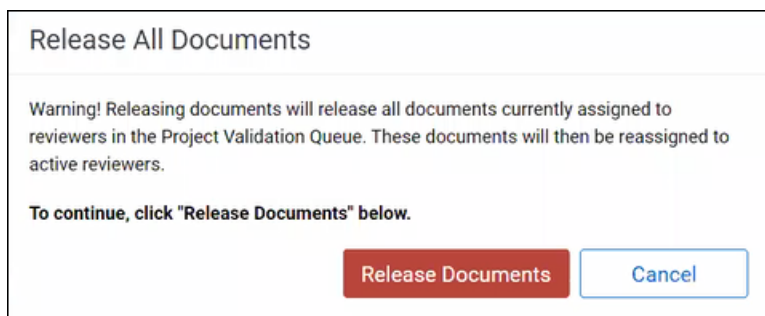 Release All Documents
Warning! Releasing documents will release all documents currently assigned to
reviewers in the Project Validation Queue. These documents will then be reassigned to
active reviewers.
To continue, click "Release Documents" below.
Release Documents
Cancel